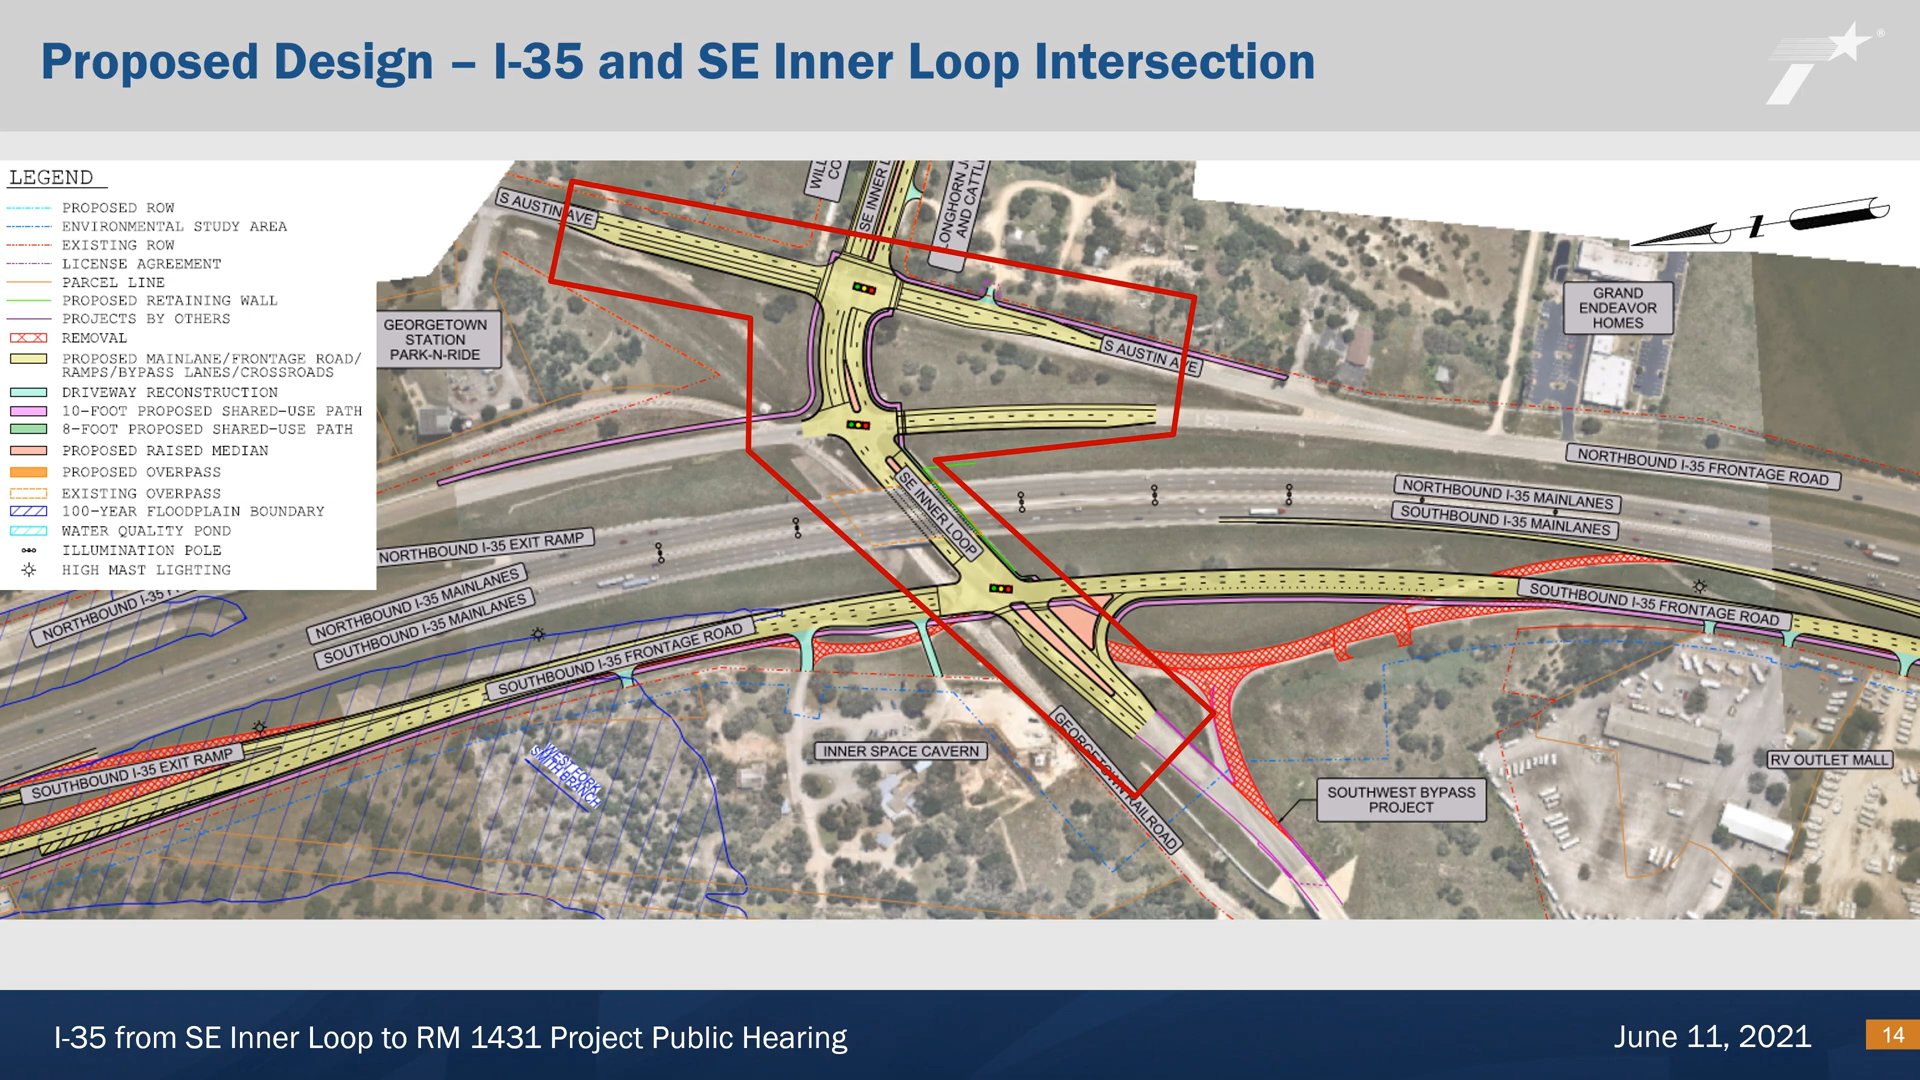 Proposed Design – I-35 and SE Inner Loop Intersection
®
LEGEND
PROPOSED ROW
ENVIRONMENTAL STUDY AREA
EXISTING ROW
LICENSE AGREEMENT
PARCEL LINE
PROPOSED RETAINING WALL
PROJECTS BY OTHERS
REMOVAL
PROPOSED MAINLANE/FRONTAGE ROAD/
RAMPS/BYPASS LANES/CROSSROADS
DRIVEWAY RECONSTRUCTION
10-FOOT PROPOSED SHARED-USE PATH
8-FOOT PROPOSED SHARED-USE PATH
PROPOSED RAISED MEDIAN
PROPOSED OVERPASS
EXISTING OVERPASS
100-YEAR FLOODPLAIN BOUNDARY
WATER QUALITY POND
ILLUMINATION POLE
HIGH MAST LIGHTING
S AUSTIN AVE
WILL
CO
SE INNER L
LONGHORN J
AND CATTL
N
GEORGETOWN
STATION
PARK-N-RIDE
GRAND
ENDEAVOR
HOMES
S AUSTIN AVE
NORTHBOUND I-35 FRONTAGE ROAD
NORTHBOUND I-35 MAINLANES
SOUTHBOUND I-35 MAINLANES
SE INNER LOOP
NORTHBOUND I-35 EXIT RAMP
NORTHBOUND I-35 MAINLANES
SOUTHBOUND I-35 MAINLANES
NORTHBOUND I-35 F
SOUTHBOUND I-35 FRONTAGE ROAD
SOUTHBOUND I-35 FRONTAGE ROAD
SOUTHBOUND I-35 EXIT RAMP
WEST FORK
SMITH BRANCH
INNER SPACE CAVERN
GEORGETOWN RAILROAD
SOUTHWEST BYPASS
PROJECT
RV OUTLET MALL
I-35 from SE Inner Loop to RM 1431 Project Public Hearing
June 11, 2021
14